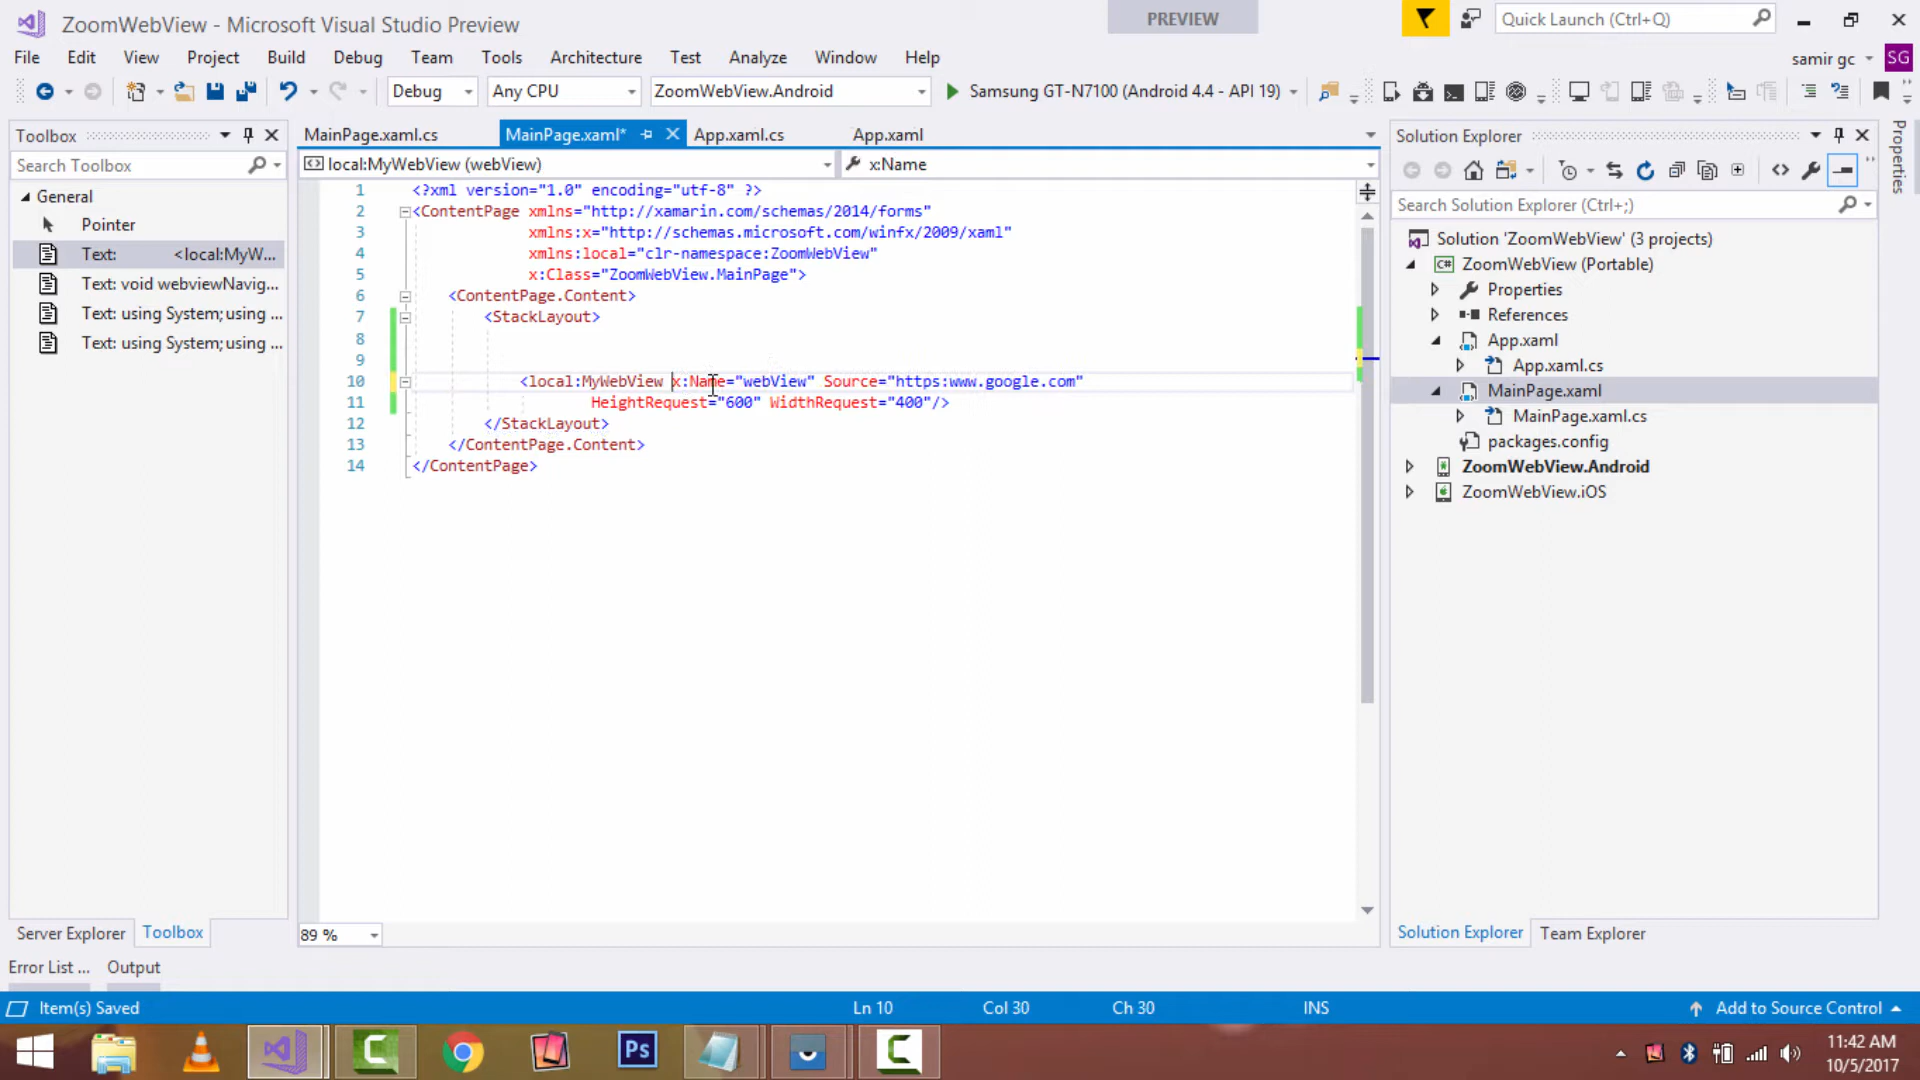 ZoomWebView - Microsoft Visual Studio Preview
PREVIEW
Quick Launch (Ctrl+Q)
File Edit View Project Build Debug Team Tools Architecture Test Analyze Window Help
samir gc SG
Debug Any CPU ZoomWebView.Android Samsung GT-N7100 (Android 4.4 - API 19)
Toolbox
Search Toolbox
General
Pointer
Text: <local:MyW...
Text: void webviewNavig...
Text: using System; using ...
Text: using System; using ...
MainPage.xaml.cs MainPage.xaml* App.xaml.cs App.xaml
local:MyWebView (webView) x:Name
1 <?xml version="1.0" encoding="utf-8" ?>
2 <ContentPage xmlns="http://xamarin.com/schemas/2014/forms"
3 xmlns:x="http://schemas.microsoft.com/winfx/2009/xaml"
4 xmlns:local="clr-namespace:ZoomWebView"
5 x:Class="ZoomWebView.MainPage">
6 <ContentPage.Content>
7 <StackLayout>
8
9
10 <local:MyWebView x:Name="webView" Source="https:www.google.com"
11 HeightRequest="600" WidthRequest="400"/>
12 </StackLayout>
13 </ContentPage.Content>
14 </ContentPage>
89 %
Solution Explorer
Search Solution Explorer (Ctrl+;)
Solution 'ZoomWebView' (3 projects)
C# ZoomWebView (Portable)
Properties
References
App.xaml
App.xaml.cs
MainPage.xaml
MainPage.xaml.cs
packages.config
ZoomWebView.Android
ZoomWebView.iOS
Properties
Server Explorer Toolbox
Solution Explorer Team Explorer
Error List ... Output
Item(s) Saved Ln 10 Col 30 Ch 30 INS Add to Source Control
Ps
11:42 AM
10/5/2017